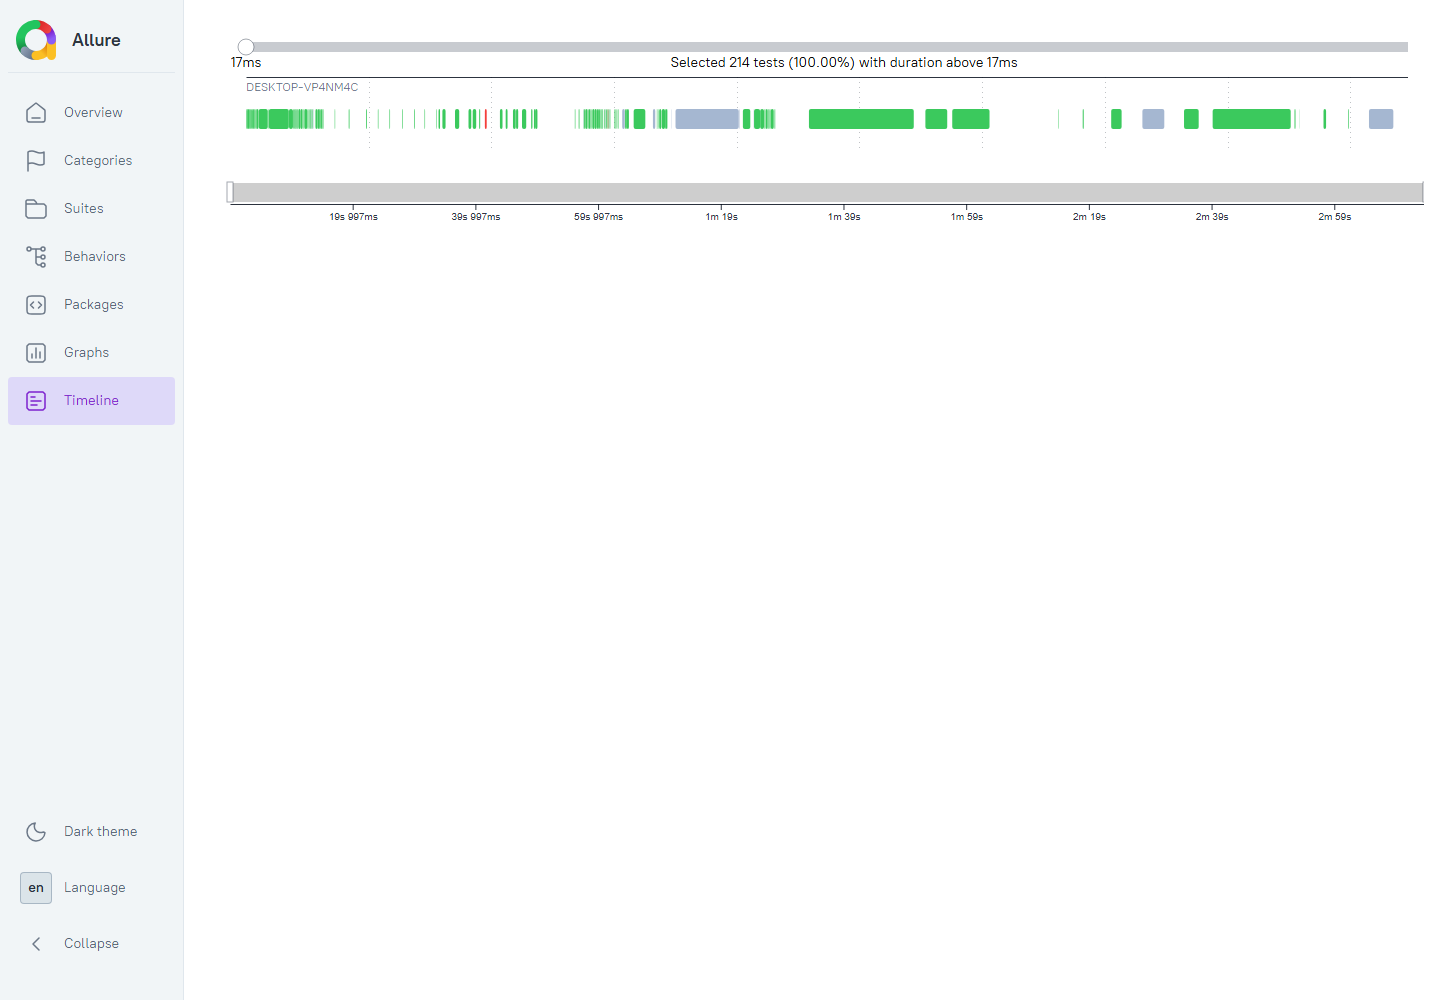 Allure
Overview
Categories
Suites
Behaviors
Packages
Graphs
Timeline
Dark theme
en Language
Collapse
17ms
Selected 214 tests (100.00%) with duration above 17ms
DESKTOP-VP4NM4C
19s 997ms 39s 997ms 59s 997ms 1m 19s 1m 39s 1m 59s 2m 19s 2m 39s 2m 59s